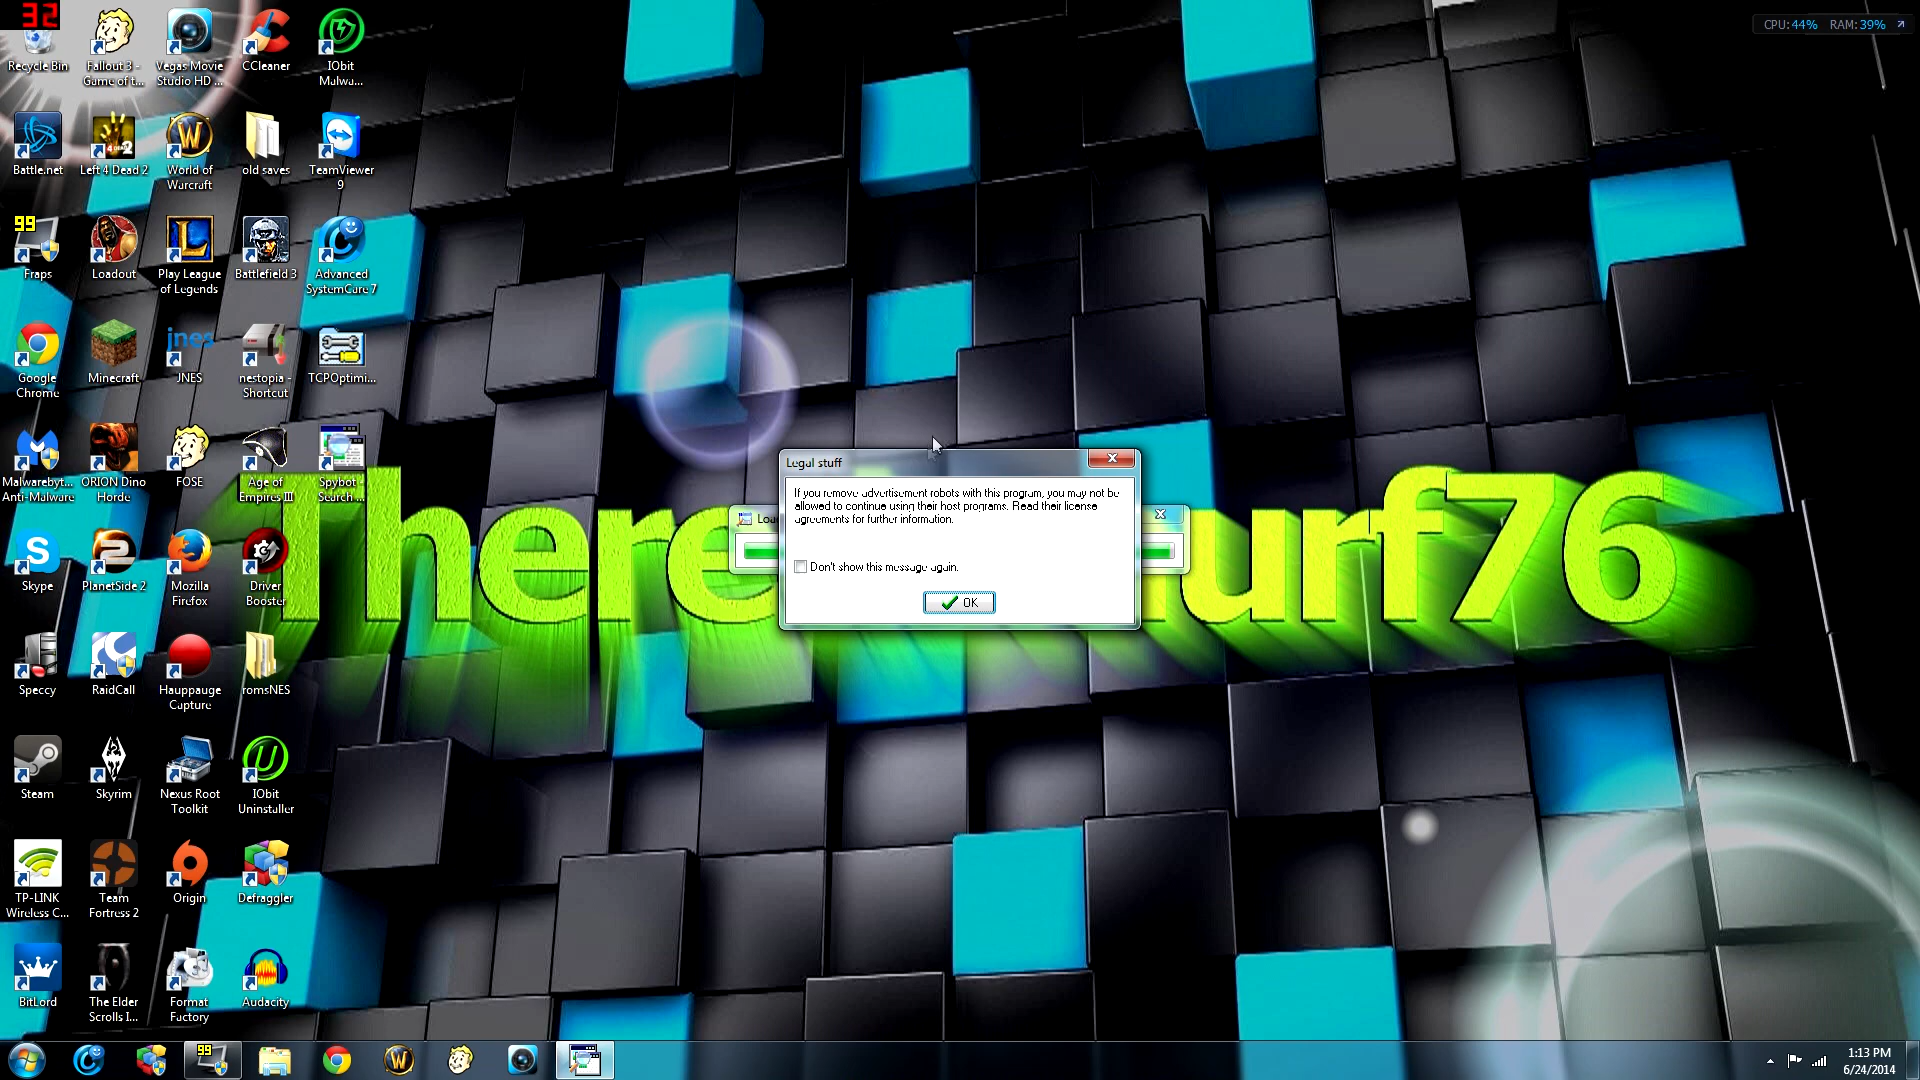 32
CPU: 44% RAM: 39%
Recycle Bin
Fallout 3 -
Game of t...
Vegas Movie
Studio HD ...
CCleaner
IObit
Malwa...
Battle.net
Left 4 Dead 2
World of
Warcraft
old saves
TeamViewer
9
99
Fraps
Loadout
Play League
of Legends
Battlefield 3
Advanced
SystemCare 7
Google
Chrome
Minecraft
jnes
JNES
nestopia -
Shortcut
TCPOptimi...
Malwarebyt...
Anti-Malware
ORION Dino
Horde
FOSE
Age of
Empires III
Spybot -
Search ...
Skype
PlanetSide 2
Mozilla
Firefox
Driver
Booster
Speccy
RaidCall
Hauppauge
Capture
romsNES
Steam
Skyrim
Nexus Root
Toolkit
IObit
Uninstaller
TP-LINK
Wireless C...
Team
Fortress 2
Origin
Defraggler
BitLord
The Elder
Scrolls I...
Format
Factory
Audacity
Legal stuff
If you remove advertisement robots with this program, you may not be
allowed to continue using their host programs. Read their license
agreements for further information.
Don't show this message again.
OK
99
1:13 PM
6/24/2014